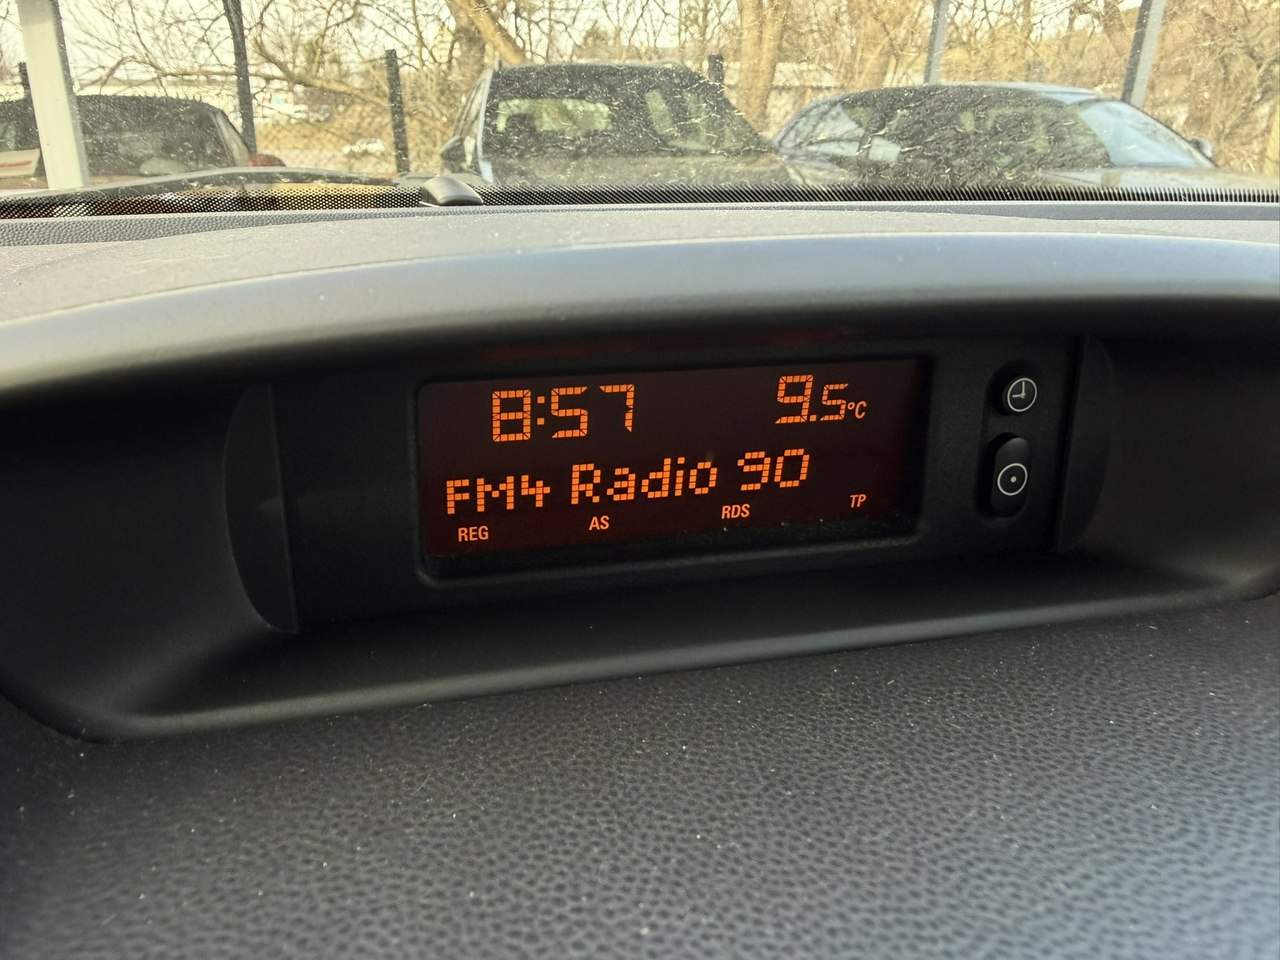 8:57 9.5°C
FM4 Radio 90
REG AS RDS TP